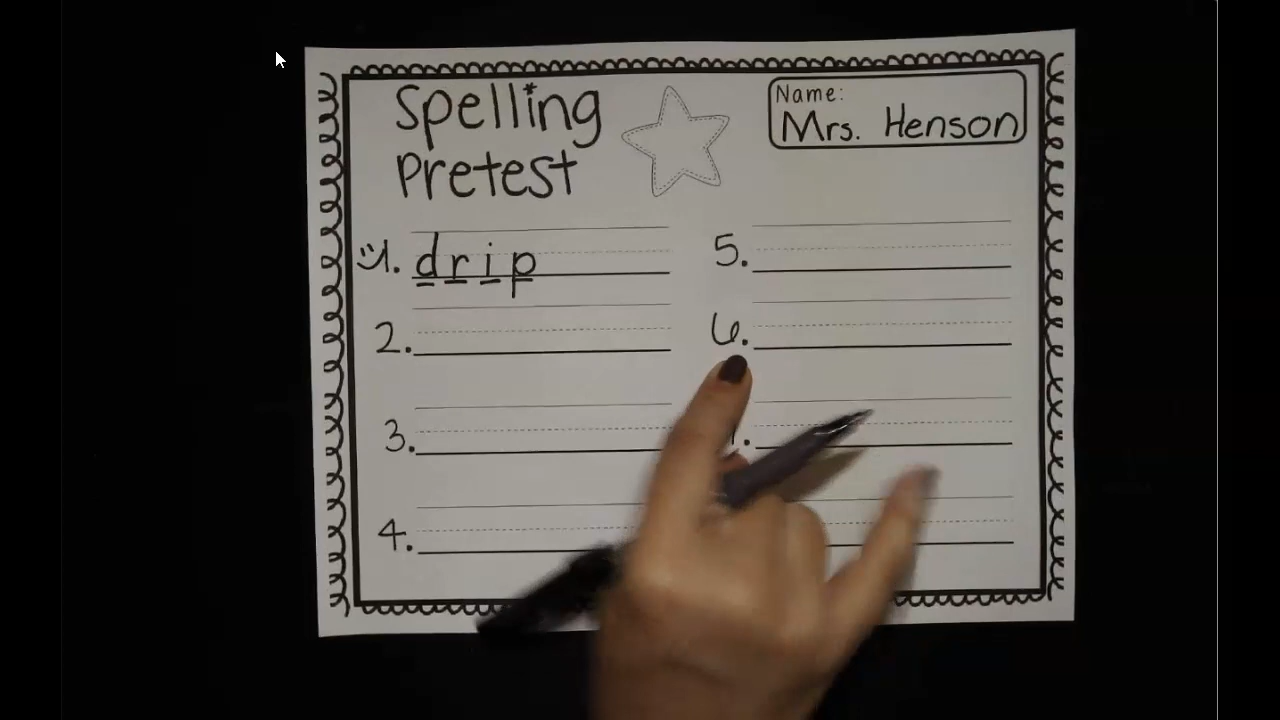 Spelling
Pretest
Name:
Mrs. Henson
1. drip
2.
3.
4.
5.
6.